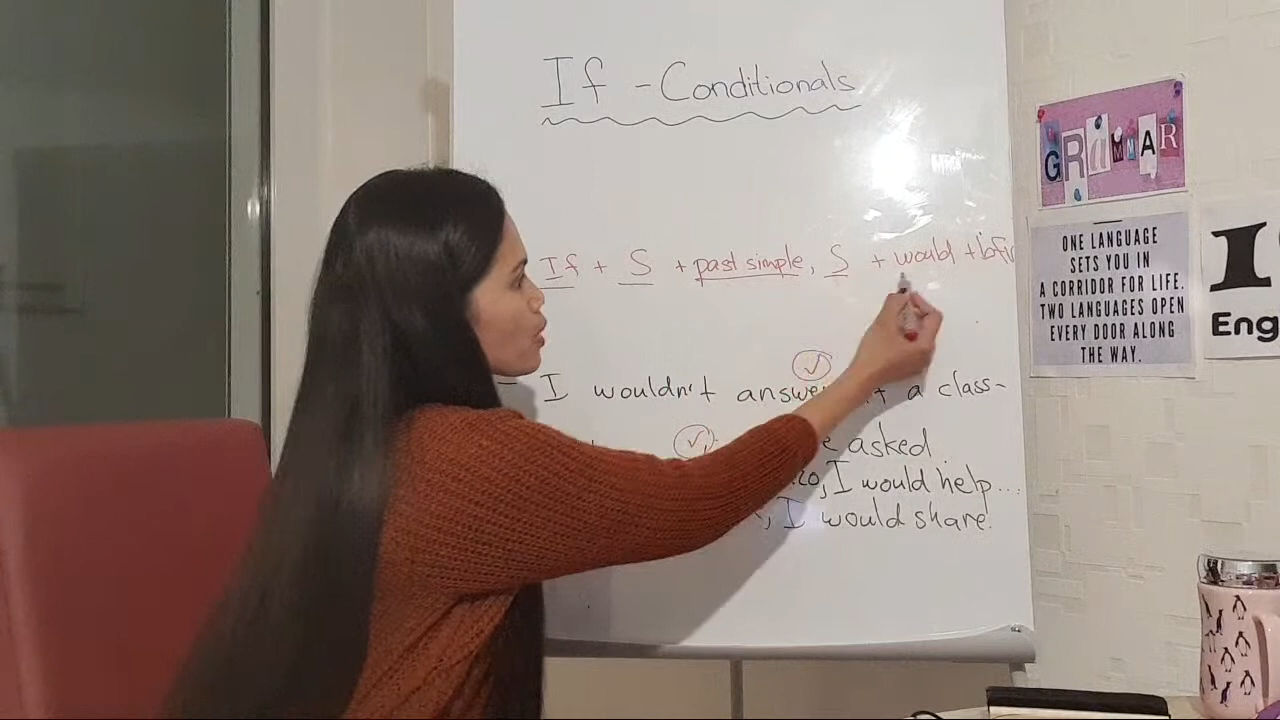 If - Conditionals
If + S + past simple, S + would +
- I wouldn't answer a class-
asked.
, I would help...
, I would share.
GRAMMAR
ONE LANGUAGE
SETS YOU IN
A CORRIDOR FOR LIFE.
TWO LANGUAGES OPEN
EVERY DOOR ALONG
THE WAY.
I
Eng